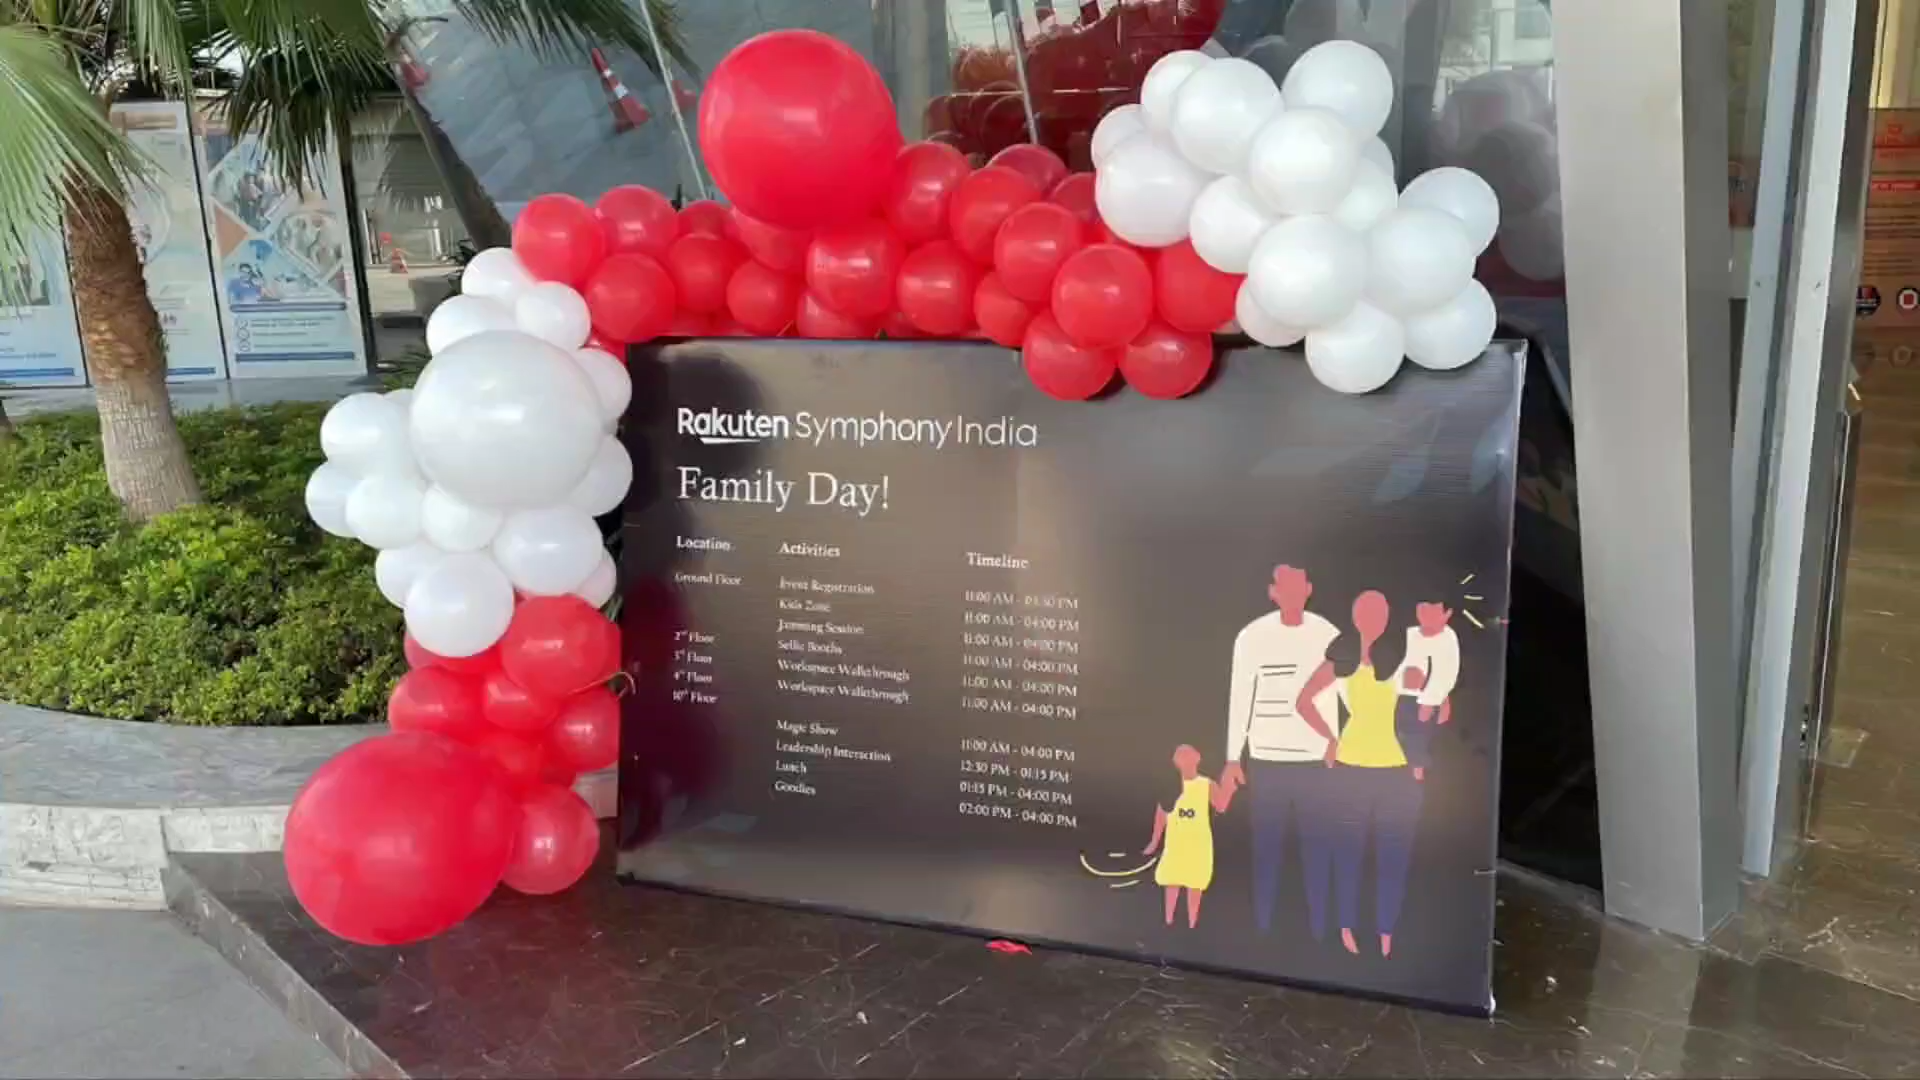 Rakuten Symphony India
Family Day!
Location Activities Timeline
Ground Floor Event Registration 11:00 AM - 03:30 PM
Kids Zone 11:00 AM - 04:00 PM
Jamming Session 11:00 AM - 04:00 PM
2nd Floor Selfie Booths 11:00 AM - 04:00 PM
3rd Floor Workspace Walkthrough 11:00 AM - 04:00 PM
4th Floor Workspace Walkthrough 11:00 AM - 04:00 PM
10th Floor
Magic Show 11:00 AM - 04:00 PM
Leadership Interaction 12:30 PM - 01:15 PM
Lunch 01:15 PM - 04:00 PM
Goodies 02:00 PM - 04:00 PM